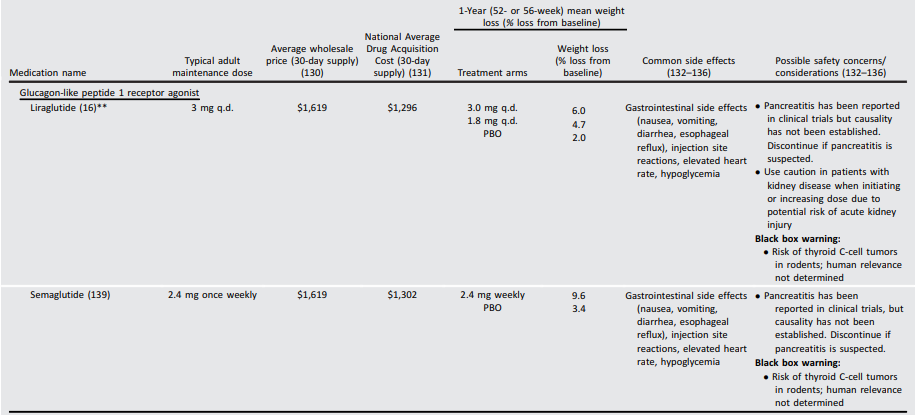 1-Year (52- or 56-week) mean weight
loss (% loss from baseline)
Medication name
Typical adult
maintenance dose
Average wholesale
price (30-day supply)
(130)
National Average
Drug Acquisition
Cost (30-day
supply) (131)
Treatment arms
Weight loss
(% loss from
baseline)
Common side effects
(132–136)
Possible safety concerns/
considerations (132–136)
Glucagon-like peptide 1 receptor agonist
Liraglutide (16)**
3 mg q.d.
$1,619
$1,296
3.0 mg q.d.
1.8 mg q.d.
PBO
6.0
4.7
2.0
Gastrointestinal side effects
(nausea, vomiting,
diarrhea, esophageal
reflux), injection site
reactions, elevated heart
rate, hypoglycemia
• Pancreatitis has been reported
in clinical trials but causality
has not been established.
Discontinue if pancreatitis is
suspected.
• Use caution in patients with
kidney disease when initiating
or increasing dose due to
potential risk of acute kidney
injury
Black box warning:
• Risk of thyroid C-cell tumors
in rodents; human relevance
not determined
Semaglutide (139)
2.4 mg once weekly
$1,619
$1,302
2.4 mg weekly
PBO
9.6
3.4
Gastrointestinal side effects
(nausea, vomiting,
diarrhea, esophageal
reflux), injection site
reactions, elevated heart
rate, hypoglycemia
• Pancreatitis has been
reported in clinical trials, but
causality has not been
established. Discontinue if
pancreatitis is suspected.
Black box warning:
• Risk of thyroid C-cell tumors
in rodents; human relevance
not determined